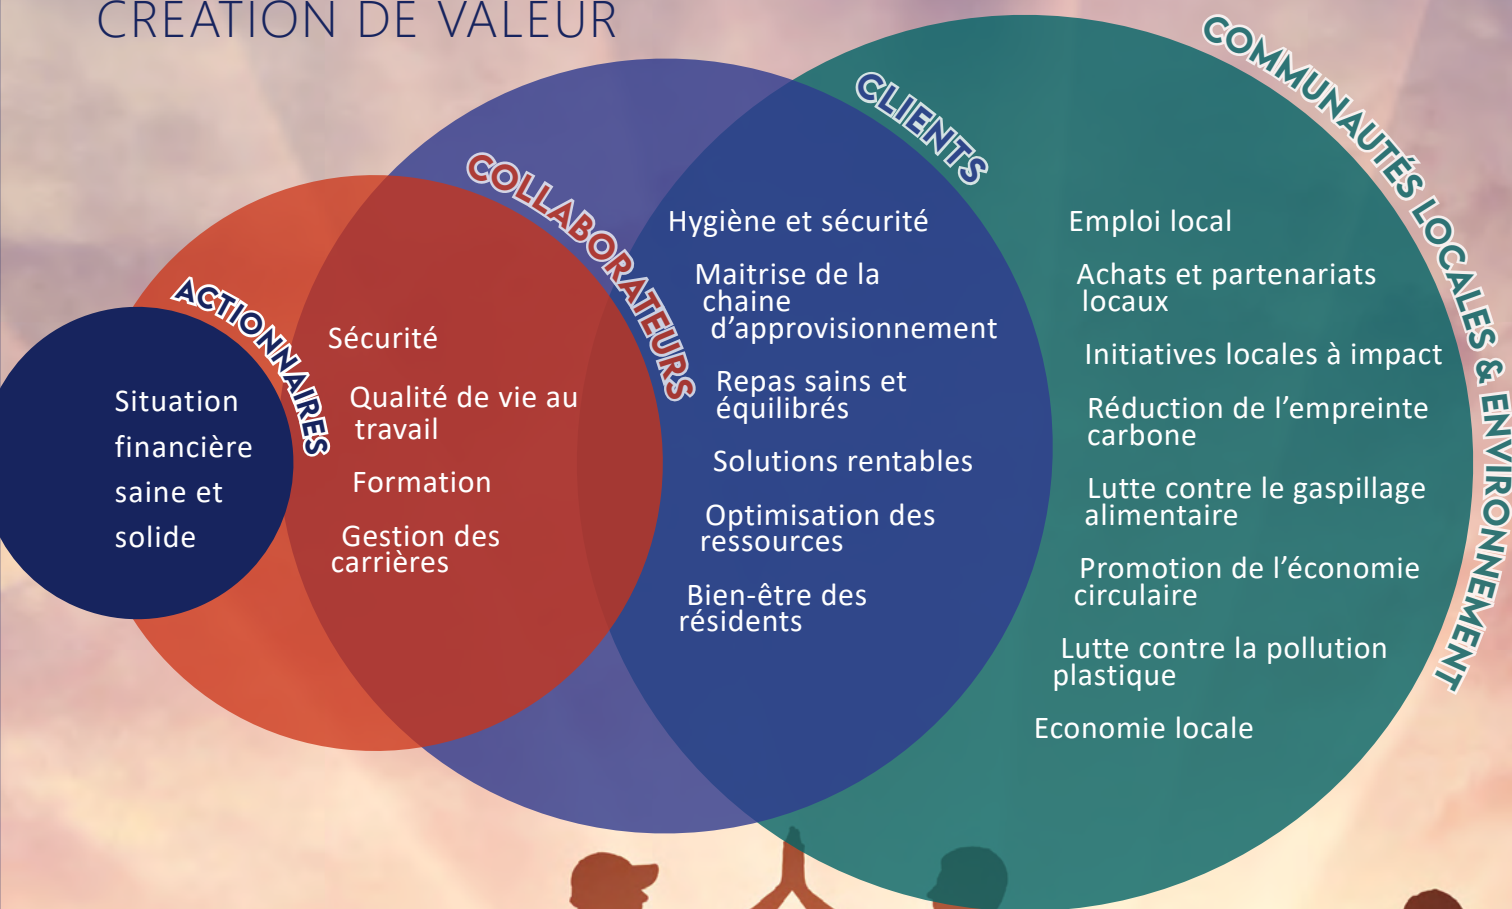 CRÉATION DE VALEUR
ACTIONNAIRES
Situation
financière
saine et
solide
COLLABORATEURS
Sécurité
Qualité de vie au
travail
Formation
Gestion des
carrières
CLIENTS
Hygiène et sécurité
Maitrise de la
chaine
d’approvisionnement
Repas sains et
équilibrés
Solutions rentables
Optimisation des
ressources
Bien-être des
résidents
COMMUNAUTÉS LOCALES & ENVIRONNEMENT
Emploi local
Achats et partenariats
locaux
Initiatives locales à impact
Réduction de l’empreinte
carbone
Lutte contre le gaspillage
alimentaire
Promotion de l’économie
circulaire
Lutte contre la pollution
plastique
Economie locale